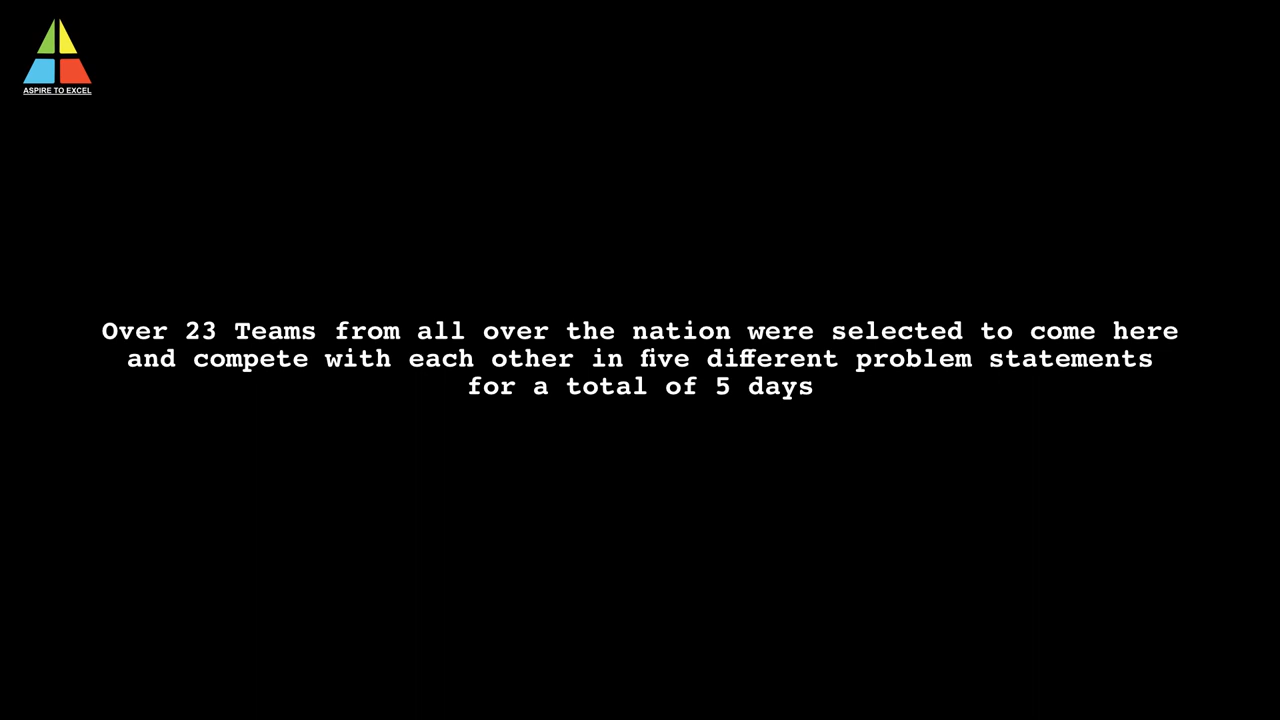 ASPIRE TO EXCEL
Over 23 Teams from all over the nation were selected to come here
and compete with each other in five different problem statements
for a total of 5 days